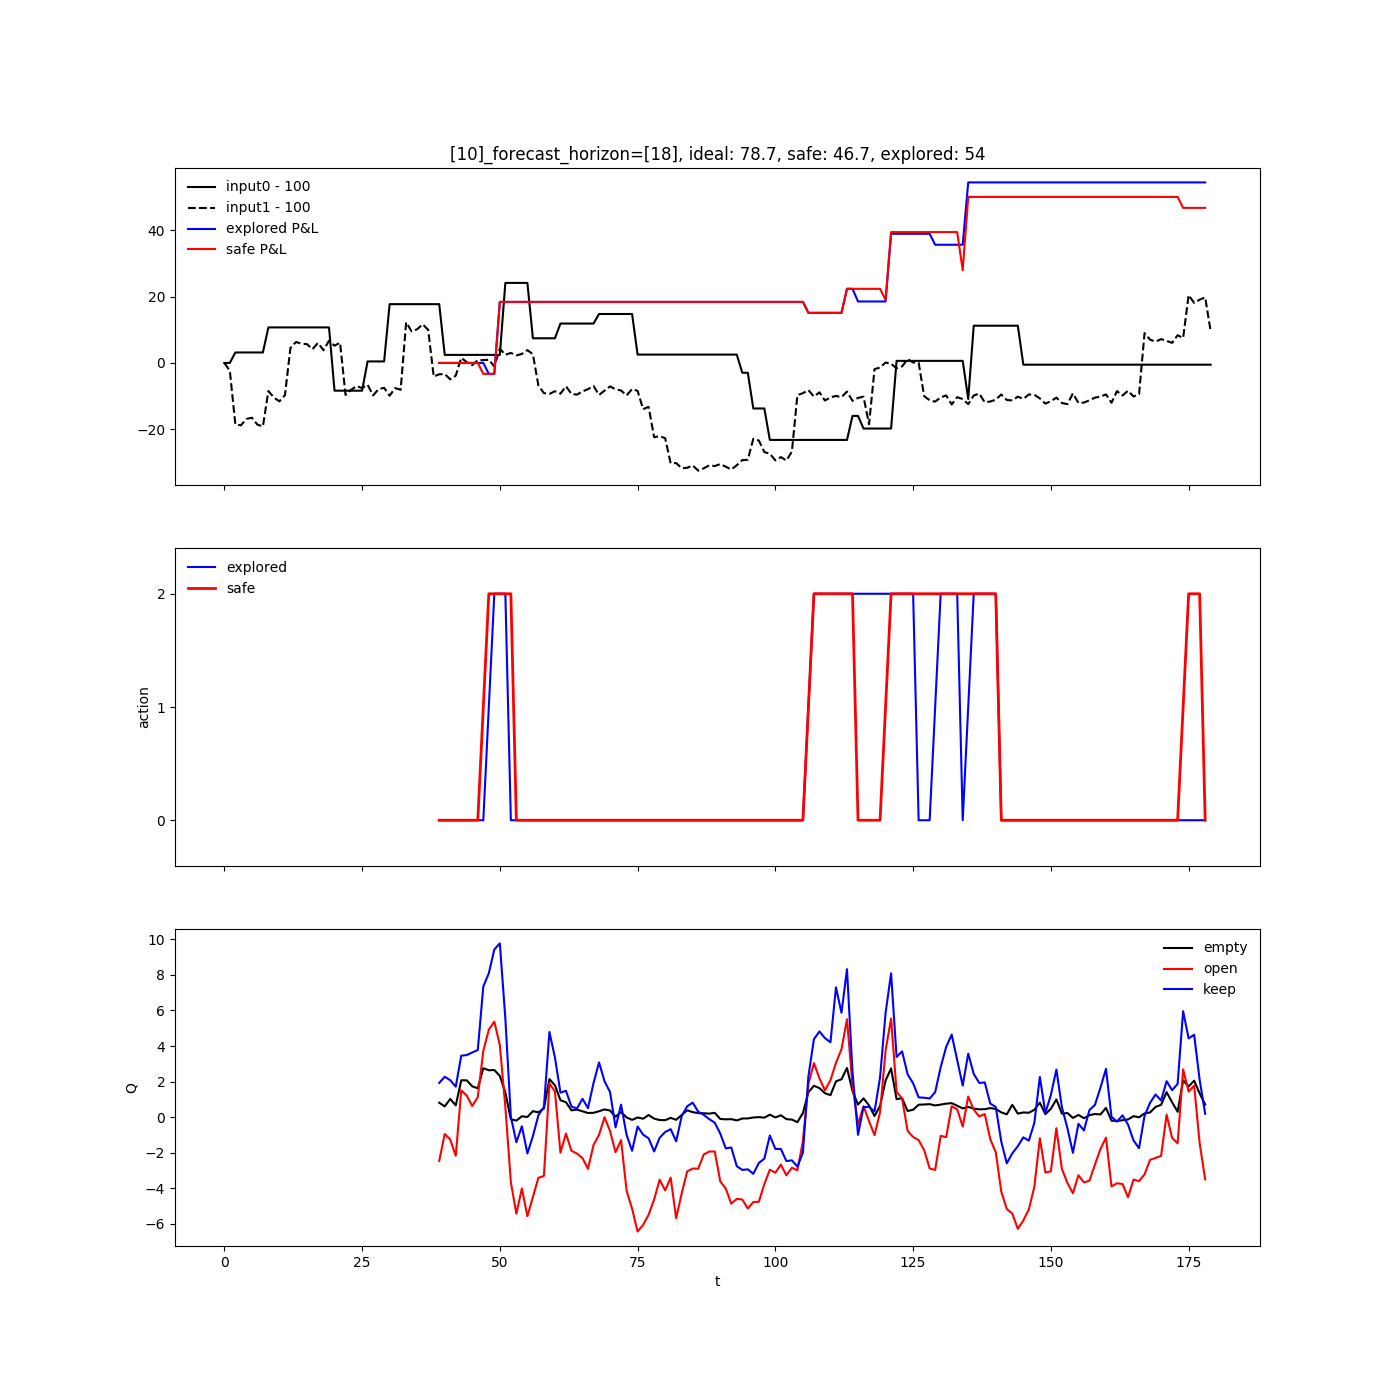 [10]_forecast_horizon=[18], ideal: 78.7, safe: 46.7, explored: 54
input0 - 100
input1 - 100
explored P&L
safe P&L
40
20
0
−20
explored
safe
2
1
0
action
empty
open
keep
10
8
6
4
2
0
−2
−4
−6
Q
0 25 50 75 100 125 150 175
t